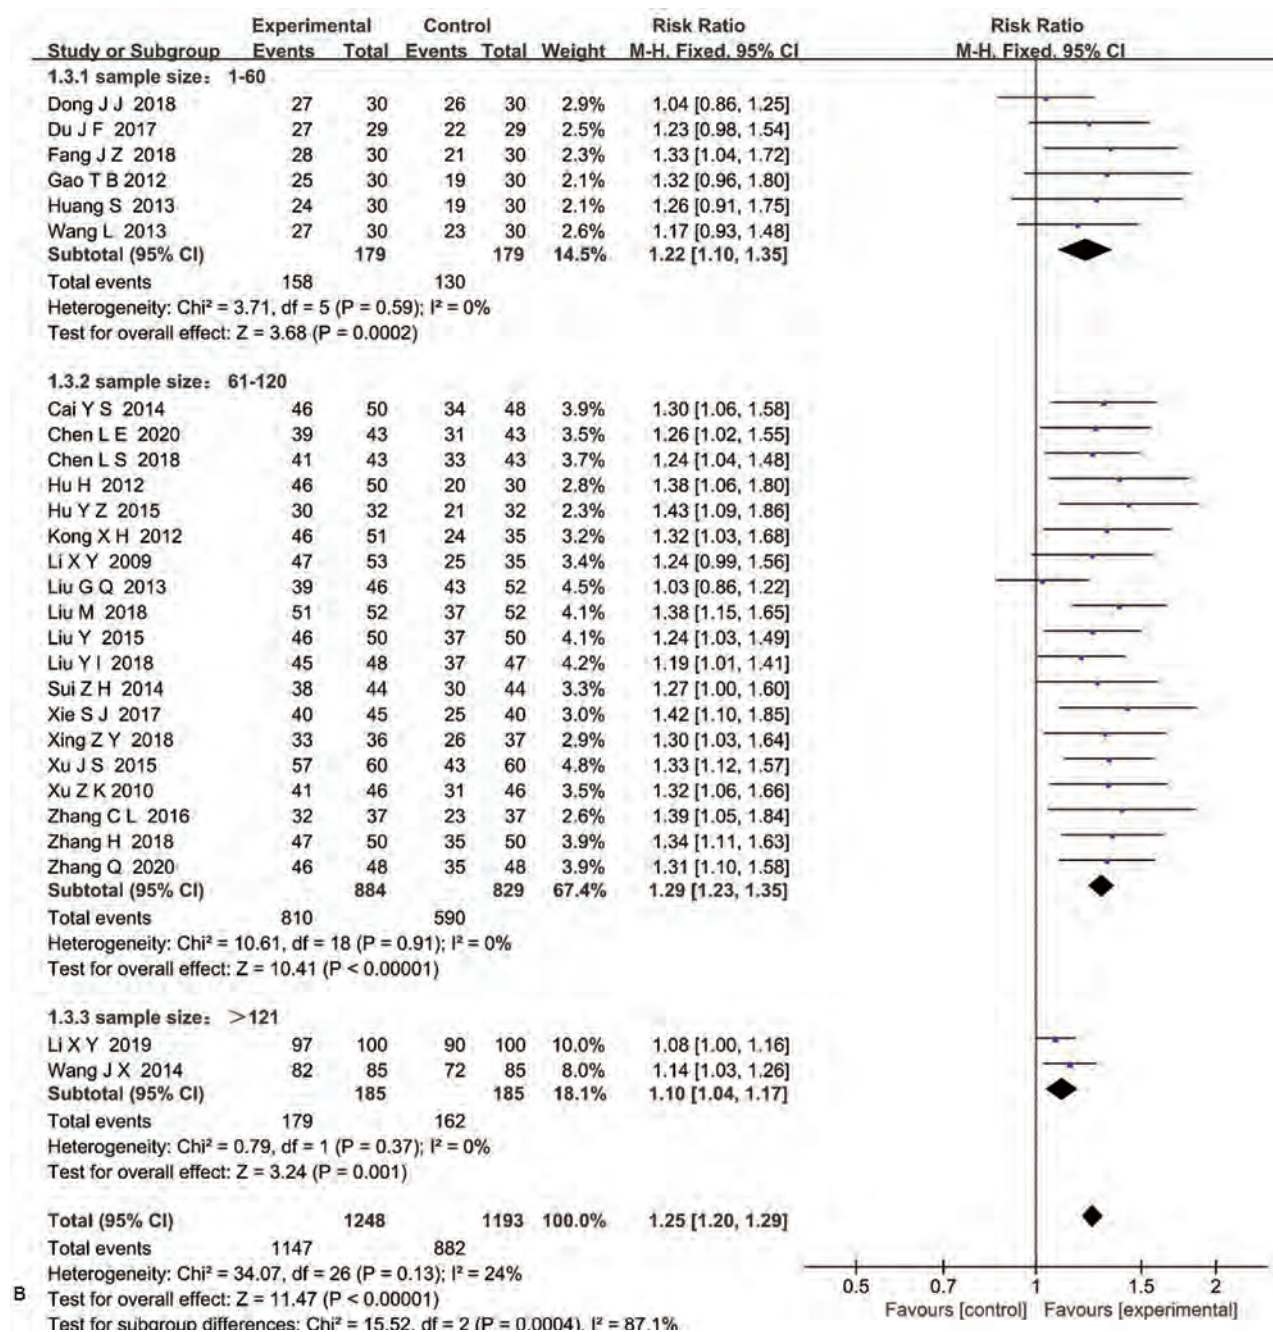 Experimental Control Risk Ratio Risk Ratio
Study or Subgroup Events Total Events Total Weight M-H, Fixed, 95% CI M-H, Fixed, 95% CI
1.3.1 sample size: 1-60
Dong J J 2018 27 30 26 30 2.9% 1.04 [0.86, 1.25]
Du J F 2017 27 29 22 29 2.5% 1.23 [0.98, 1.54]
Fang J Z 2018 28 30 21 30 2.3% 1.33 [1.04, 1.72]
Gao T B 2012 25 30 19 30 2.1% 1.32 [0.96, 1.80]
Huang S 2013 24 30 19 30 2.1% 1.26 [0.91, 1.75]
Wang L 2013 27 30 23 30 2.6% 1.17 [0.93, 1.48]
Subtotal (95% CI) 179 179 14.5% 1.22 [1.10, 1.35]
Total events 158 130
Heterogeneity: Chi² = 3.71, df = 5 (P = 0.59); I² = 0%
Test for overall effect: Z = 3.68 (P = 0.0002)
1.3.2 sample size: 61-120
Cai Y S 2014 46 50 34 48 3.9% 1.30 [1.06, 1.58]
Chen L E 2020 39 43 31 43 3.5% 1.26 [1.02, 1.55]
Chen L S 2018 41 43 33 43 3.7% 1.24 [1.04, 1.48]
Hu H 2012 46 50 20 30 2.8% 1.38 [1.06, 1.80]
Hu Y Z 2015 30 32 21 32 2.3% 1.43 [1.09, 1.86]
Kong X H 2012 46 51 24 35 3.2% 1.32 [1.03, 1.68]
Li X Y 2009 47 53 25 35 3.4% 1.24 [0.99, 1.56]
Liu G Q 2013 39 46 43 52 4.5% 1.03 [0.86, 1.22]
Liu M 2018 51 52 37 52 4.1% 1.38 [1.15, 1.65]
Liu Y 2015 46 50 37 50 4.1% 1.24 [1.03, 1.49]
Liu Y I 2018 45 48 37 47 4.2% 1.19 [1.01, 1.41]
Sui Z H 2014 38 44 30 44 3.3% 1.27 [1.00, 1.60]
Xie S J 2017 40 45 25 40 3.0% 1.42 [1.10, 1.85]
Xing Z Y 2018 33 36 26 37 2.9% 1.30 [1.03, 1.64]
Xu J S 2015 57 60 43 60 4.8% 1.33 [1.12, 1.57]
Xu Z K 2010 41 46 31 46 3.5% 1.32 [1.06, 1.66]
Zhang C L 2016 32 37 23 37 2.6% 1.39 [1.05, 1.84]
Zhang H 2018 47 50 35 50 3.9% 1.34 [1.11, 1.63]
Zhang Q 2020 46 48 35 48 3.9% 1.31 [1.10, 1.58]
Subtotal (95% CI) 884 829 67.4% 1.29 [1.23, 1.35]
Total events 810 590
Heterogeneity: Chi² = 10.61, df = 18 (P = 0.91); I² = 0%
Test for overall effect: Z = 10.41 (P < 0.00001)
1.3.3 sample size: >121
Li X Y 2019 97 100 90 100 10.0% 1.08 [1.00, 1.16]
Wang J X 2014 82 85 72 85 8.0% 1.14 [1.03, 1.26]
Subtotal (95% CI) 185 185 18.1% 1.10 [1.04, 1.17]
Total events 179 162
Heterogeneity: Chi² = 0.79, df = 1 (P = 0.37); I² = 0%
Test for overall effect: Z = 3.24 (P = 0.001)
Total (95% CI) 1248 1193 100.0% 1.25 [1.20, 1.29]
Total events 1147 882
Heterogeneity: Chi² = 34.07, df = 26 (P = 0.13); I² = 24%
0.5 0.7 1 1.5 2
B Test for overall effect: Z = 11.47 (P < 0.00001)
Favours [control] Favours [experimental]
Test for subgroup differences: Chi² = 15.52, df = 2 (P = 0.0004), I² = 87.1%